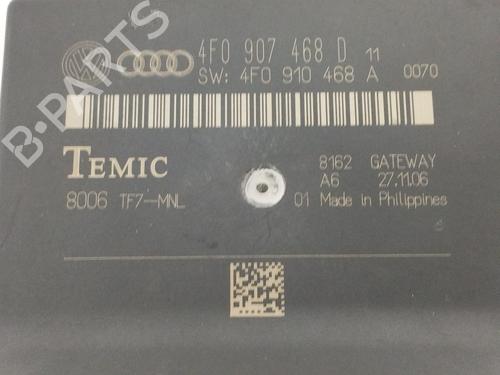 B-PARTS
4F0 907 468 D 11
SW: 4F0 910 468 A 0070
TEMIC
8162 GATEWAY
A6 27.11.06
8006 TF7-MNL
01 Made in Philippines